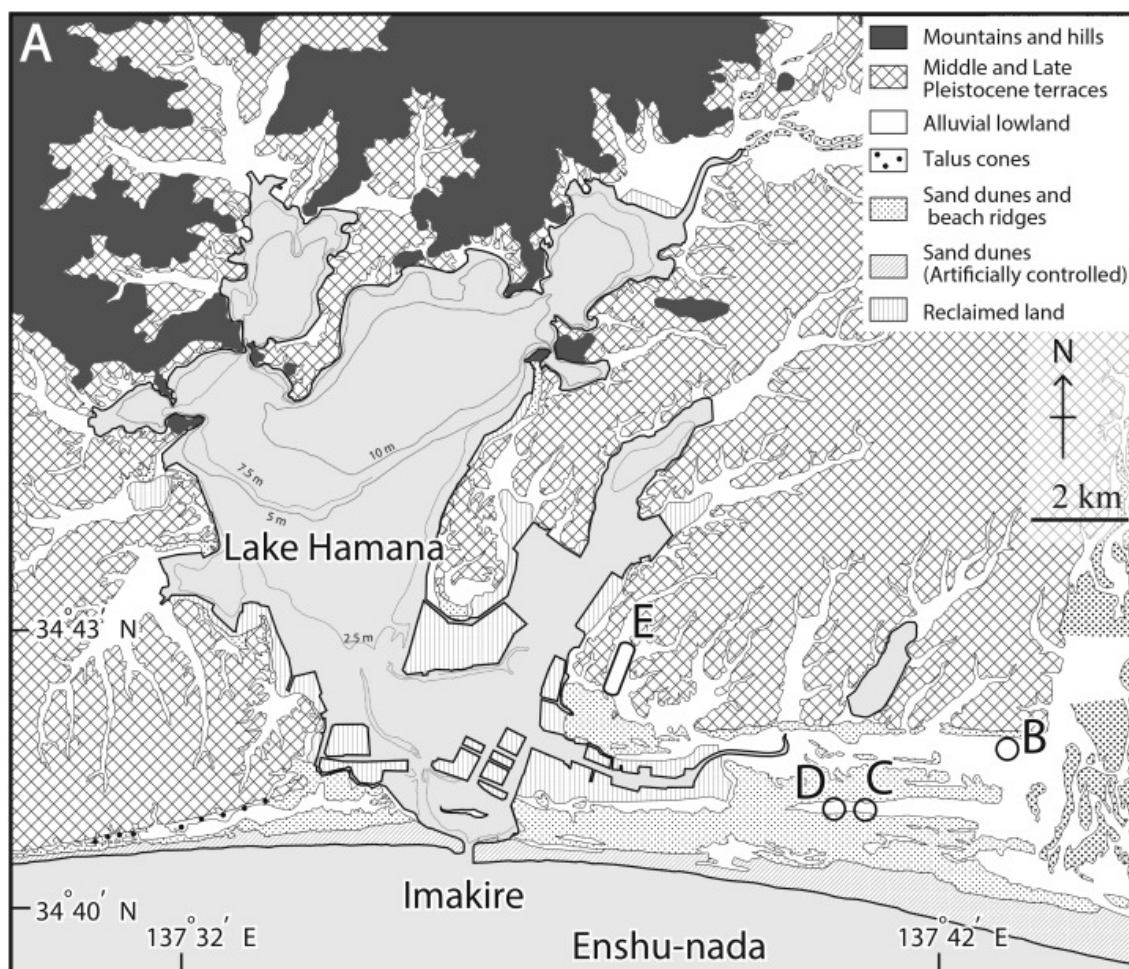 A
Mountains and hills
Middle and Late
Pleistocene terraces
Alluvial lowland
Talus cones
Sand dunes and
beach ridges
Sand dunes
(Artificially controlled)
Reclaimed land
N
2 km
10 m
7.5 m
5 m
Lake Hamana
2.5 m
34°43′ N
E
B
D
C
Imakire
34°40′ N
137°32′ E
137°42′ E
Enshu-nada